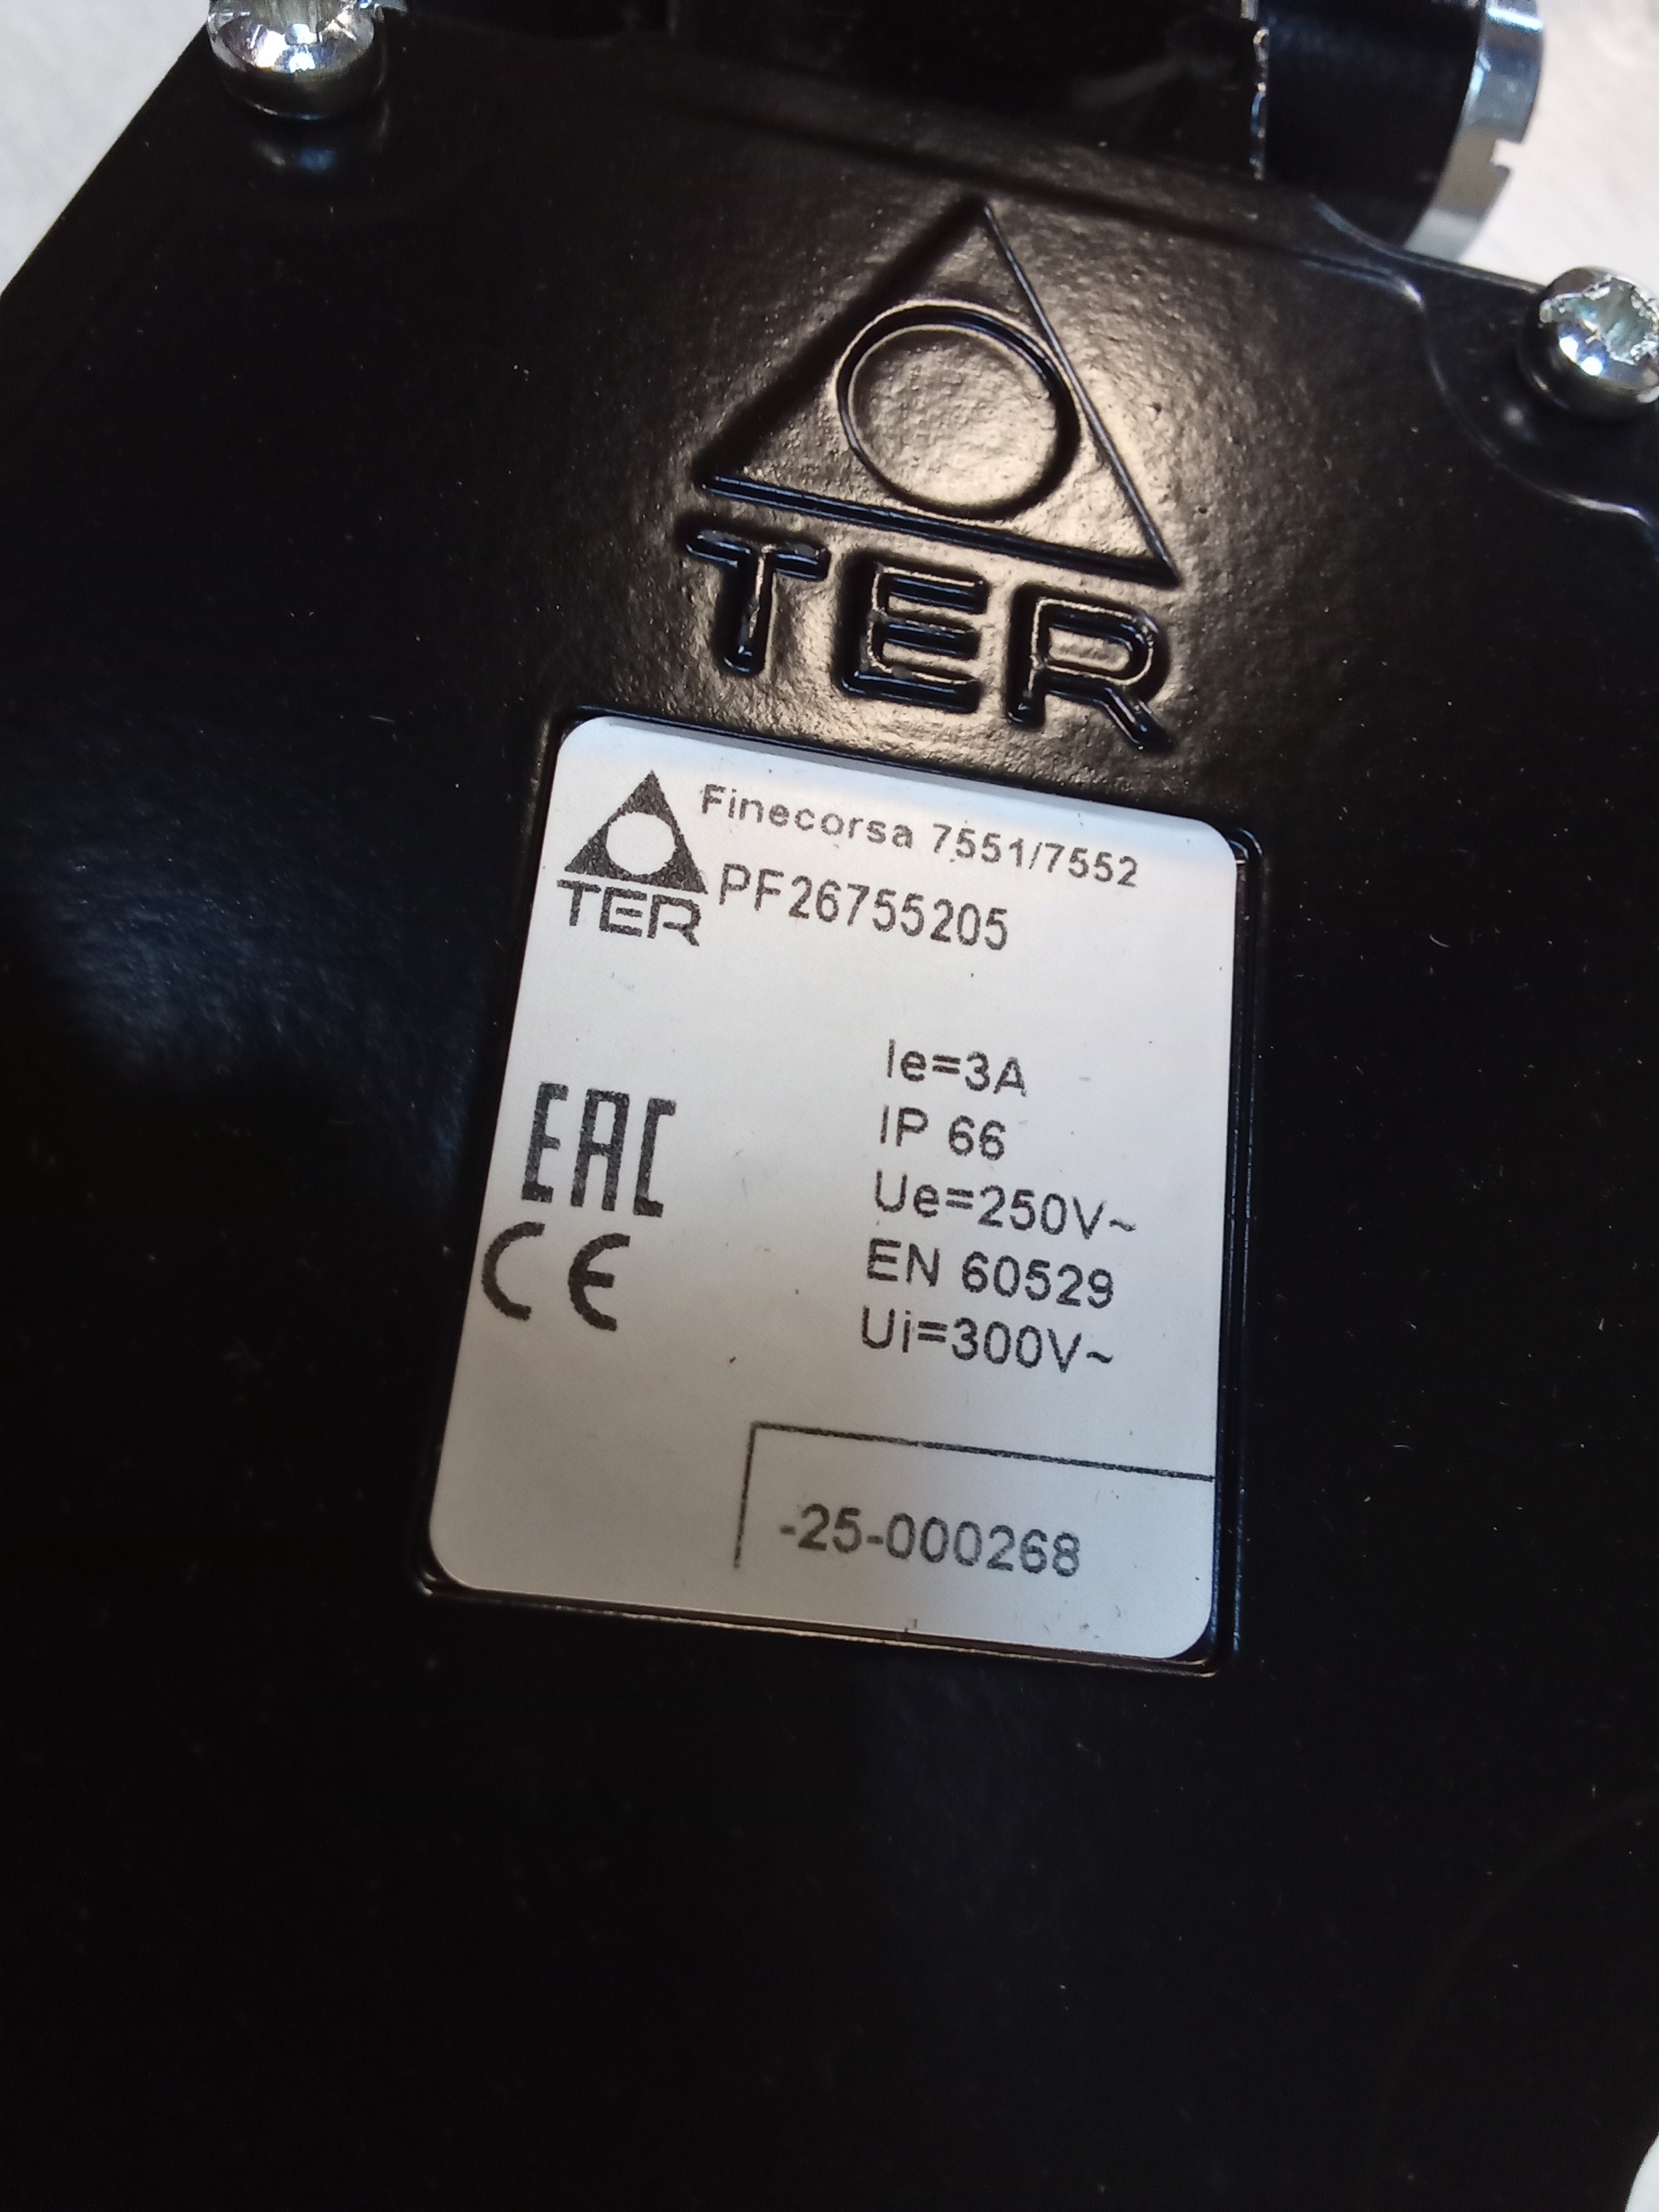 TER
Finecorsa 7551/7552
TER
PF26755205
Ie=3A
IP 66
Ue=250V~
EN 60529
Ui=300V~
EAC
CE
-25-000268